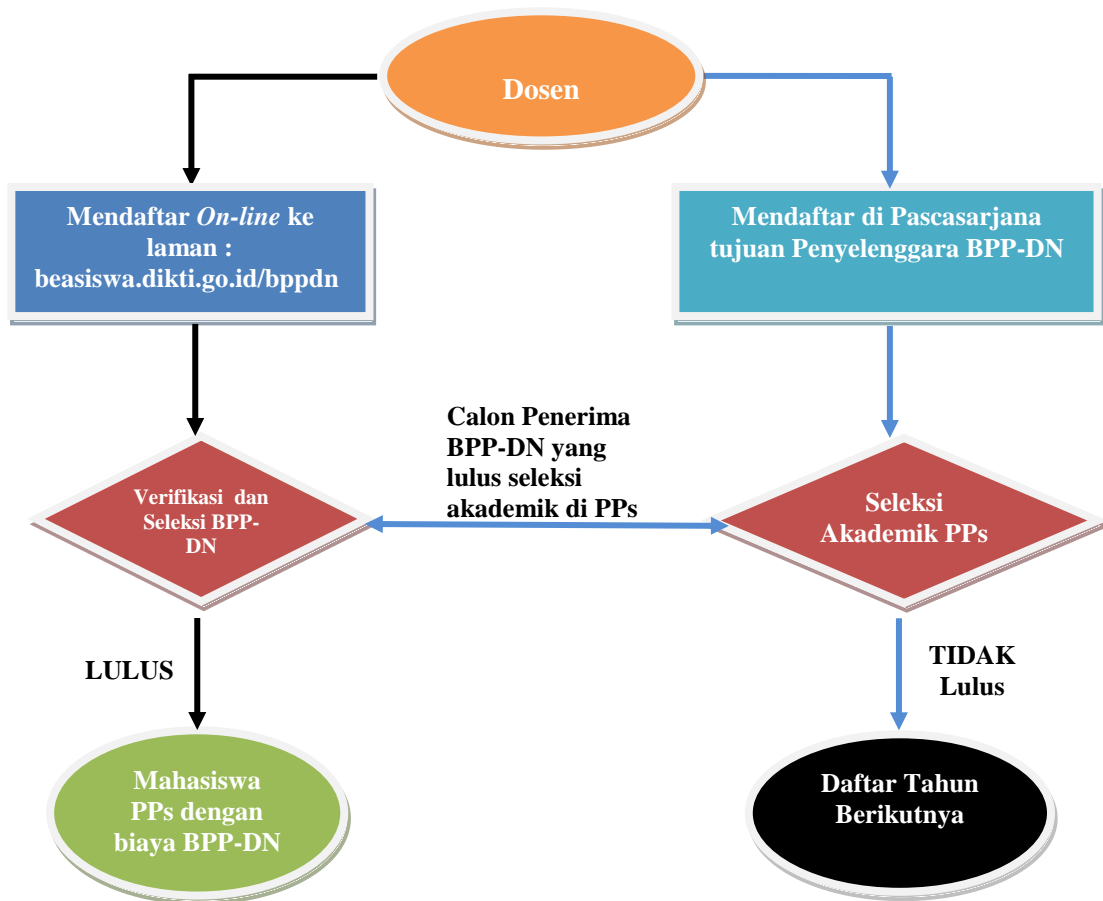 Dosen
Mendaftar On-line ke
laman :
beasiswa.dikti.go.id/bppdn
Mendaftar di Pascasarjana
tujuan Penyelenggara BPP-DN
Calon Penerima
BPP-DN yang
lulus seleksi
akademik di PPs
Verifikasi dan
Seleksi BPP-
DN
Seleksi
Akademik PPs
LULUS
TIDAK
Lulus
Mahasiswa
PPs dengan
biaya BPP-DN
Daftar Tahun
Berikutnya